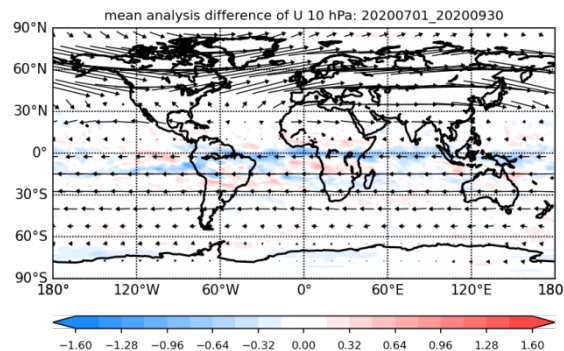 mean analysis difference of U 10 hPa: 20200701_20200930
90°N
60°N
30°N
0°
30°S
60°S
90°S
180° 120°W 60°W 0° 60°E 120°E 180
−1.60 −1.28 −0.96 −0.64 −0.32 0.00 0.32 0.64 0.96 1.28 1.60